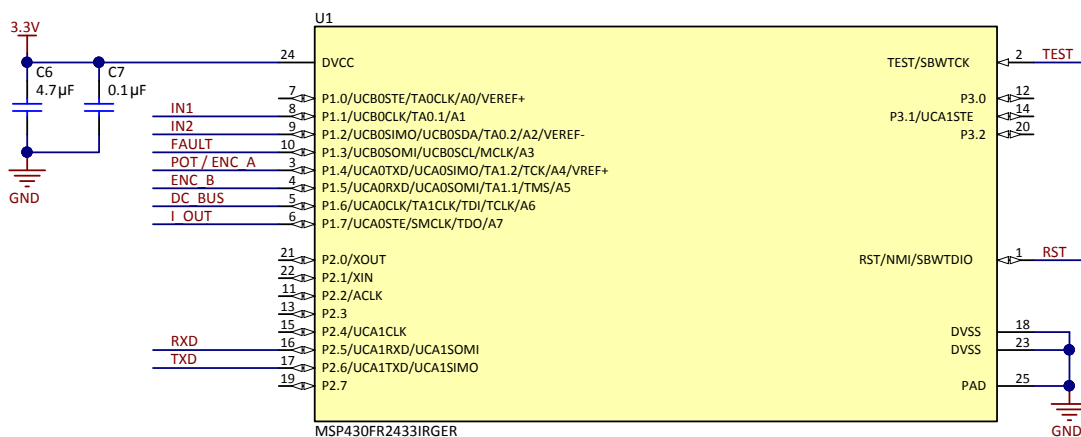 U1
3.3V
24 DVCC
TEST/SBWTCK 2 TEST
C6
4.7µF
C7
0.1µF
7 P1.0/UCB0STE/TA0CLK/A0/VEREF+
P3.0 12
IN1 8 P1.1/UCB0CLK/TA0.1/A1
P3.1/UCA1STE 14
IN2 9 P1.2/UCB0SIMO/UCB0SDA/TA0.2/A2/VEREF-
P3.2 20
FAULT 10 P1.3/UCB0SOMI/UCB0SCL/MCLK/A3
POT / ENC_A 3 P1.4/UCA0TXD/UCA0SIMO/TA1.2/TCK/A4/VREF+
ENC_B 4 P1.5/UCA0RXD/UCA0SOMI/TA1.1/TMS/A5
GND
DC_BUS 5 P1.6/UCA0CLK/TA1CLK/TDI/TCLK/A6
I_OUT 6 P1.7/UCA0STE/SMCLK/TDO/A7
21 P2.0/XOUT
RST/NMI/SBWTDIO 1 RST
22 P2.1/XIN
11 P2.2/ACLK
13 P2.3
15 P2.4/UCA1CLK
DVSS 18
RXD 16 P2.5/UCA1RXD/UCA1SOMI
DVSS 23
TXD 17 P2.6/UCA1TXD/UCA1SIMO
19 P2.7
PAD 25
GND
MSP430FR2433IRGER